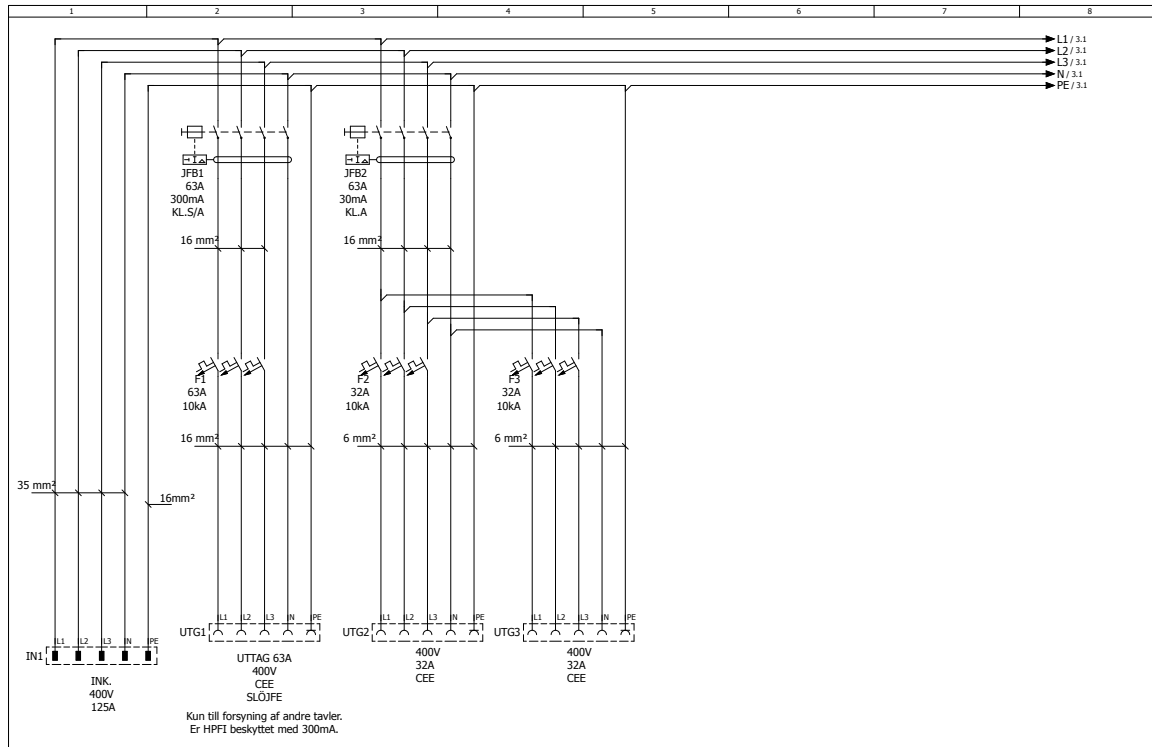 1 2 3 4 5 6 7 8
L1 / 3.1
L2 / 3.1
L3 / 3.1
N / 3.1
PE / 3.1
JFB1
63A
300mA
KL.S/A
JFB2
63A
30mA
KL.A
16 mm²
16 mm²
F1
63A
10kA
F2
32A
10kA
F3
32A
10kA
16 mm²
6 mm²
6 mm²
35 mm²
16mm²
IN1
L1 L2 L3 N PE
INK.
400V
125A
UTG1
L1 L2 L3 N PE
UTTAG 63A
400V
CEE
SLÖJFE
Kun till forsyning af andre tavler.
Er HPFI beskyttet med 300mA.
UTG2
L1 L2 L3 N PE
400V
32A
CEE
UTG3
L1 L2 L3 N PE
400V
32A
CEE